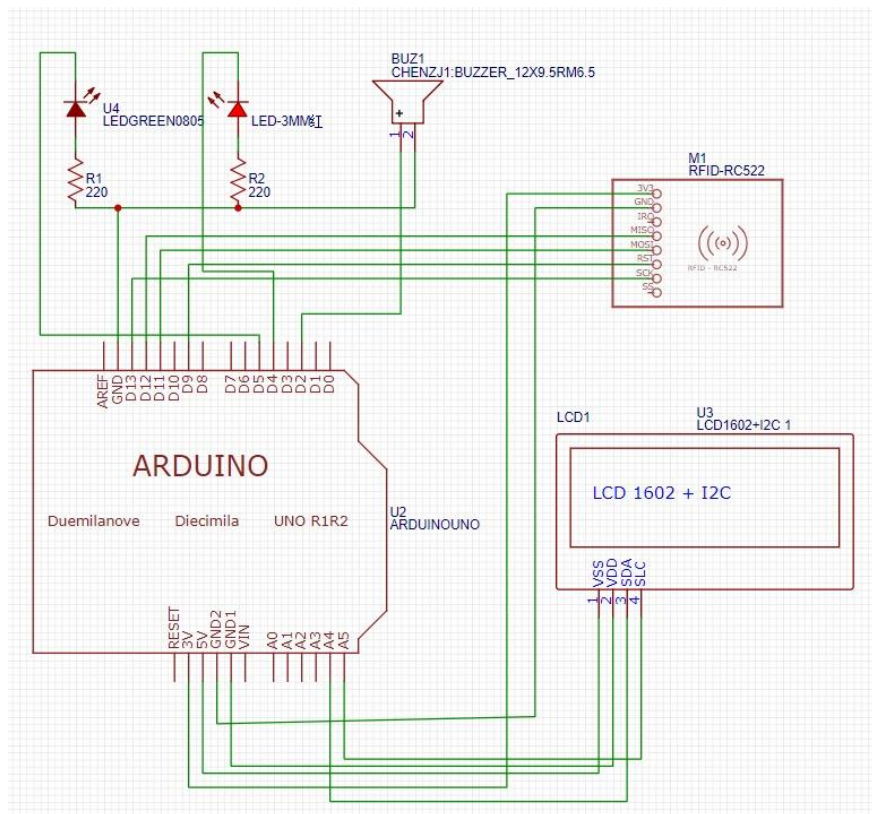 BUZ1
CHENZJ1:BUZZER_12X9.5RM6.5
U4
LEDGREEN0805
LED-3MM
+
1
2
R1
220
R2
220
M1
RFID-RC522
3V3
GND
IRQ
MISO
MOSI
RST
SCK
SS
RFID - RC522
AREF
GND
D13
D12
D11
D10
D9
D8
D7
D6
D5
D4
D3
D2
D1
D0
ARDUINO
Duemilanove Diecimila UNO R1R2
U2
ARDUINOUNO
RESET
3V
5V
GND2
GND1
VIN
A0
A1
A2
A3
A4
A5
LCD1
U3
LCD1602+I2C 1
LCD 1602 + I2C
VSS
VDD
SDA
SLC
1
2
3
4